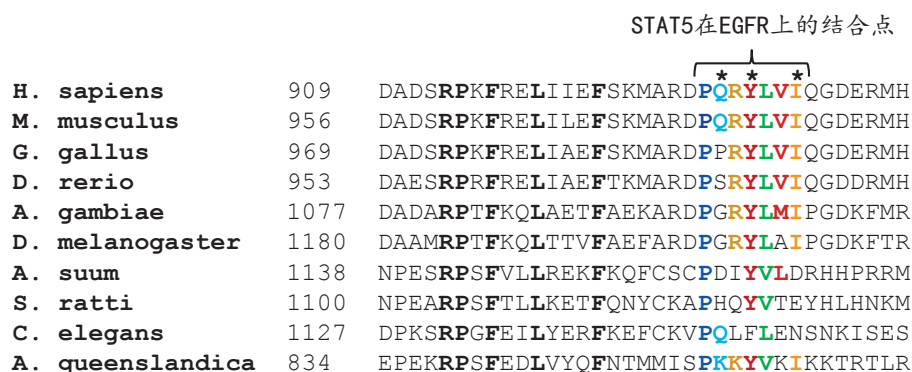 STAT5在EGFR上的结合点
* * *
H. sapiens 909 DADSRPKFRELIIEFSKMARDPQRYLVIQGDERMH
M. musculus 956 DADSRPKFRELILEFSKMARDPQRYLVIQGDERMH
G. gallus 969 DADSRPKFRELIAEFSKMARDPPRYLVIQGDERMH
D. rerio 953 DAESRPRFRELIAEFTKMARDPSRYLVIQGDDRMH
A. gambiae 1077 DADARPTFKQLAETFAEKARDPGRYLMIPGDKFMR
D. melanogaster 1180 DAAMRPTFKQLTTVFAEFARDPGRYLAIPGDKFTR
A. suum 1138 NPESRPSFVLLREKFKQFCSCPDIYVLDRHHPRRM
S. ratti 1100 NPEARPSFTLLKETFQNYCKAPHQYVTEYHLHNKM
C. elegans 1127 DPKSRPGFEILYERFKEFCKVPQLFLENSNKISES
A. queenslandica 834 EPEKRPSFEDLVYQFNTMMISPKKYVKIKKTRTLR